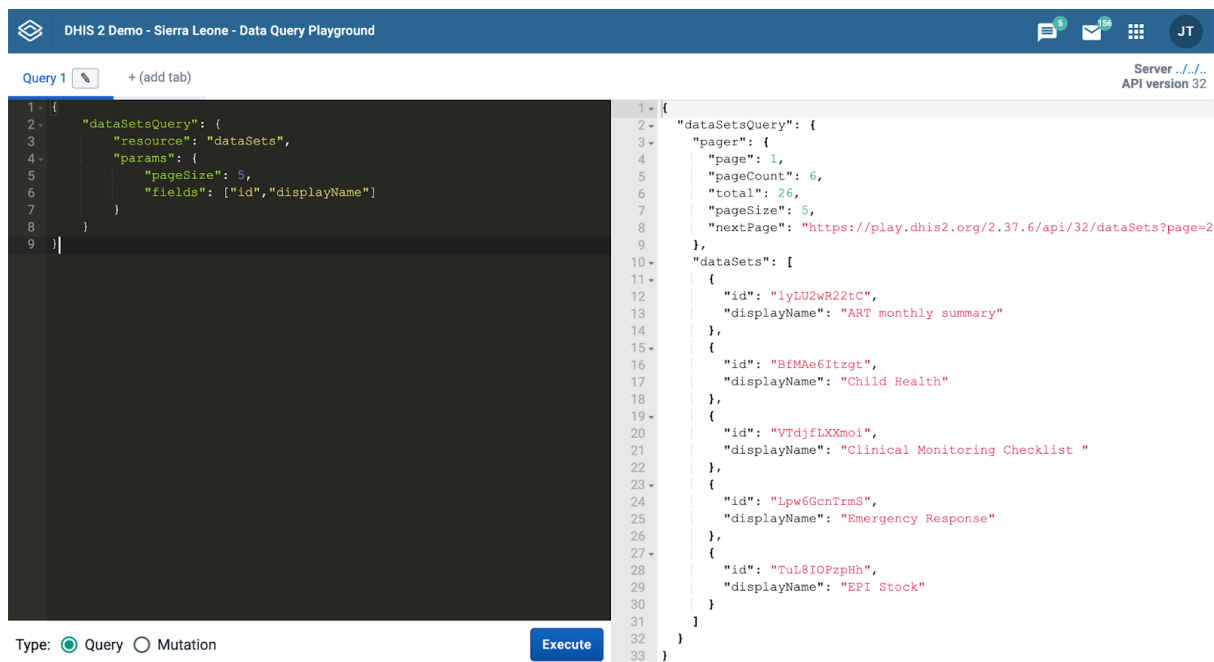 DHIS 2 Demo - Sierra Leone - Data Query Playground
5
156
JT
Query 1
+ (add tab)
Server ../../..
API version 32
1 {
2 "dataSetsQuery": {
3 "resource": "dataSets",
4 "params": {
5 "pageSize": 5,
6 "fields": ["id","displayName"]
7 }
8 }
9 }
1 {
2 "dataSetsQuery": {
3 "pager": {
4 "page": 1,
5 "pageCount": 6,
6 "total": 26,
7 "pageSize": 5,
8 "nextPage": "https://play.dhis2.org/2.37.6/api/32/dataSets?page=2
9 },
10 "dataSets": [
11 {
12 "id": "lyLU2wR22tC",
13 "displayName": "ART monthly summary"
14 },
15 {
16 "id": "BfMAe6Itzgt",
17 "displayName": "Child Health"
18 },
19 {
20 "id": "VTdjfLXXmoi",
21 "displayName": "Clinical Monitoring Checklist "
22 },
23 {
24 "id": "Lpw6GcnTrmS",
25 "displayName": "Emergency Response"
26 },
27 {
28 "id": "TuL8IOPzpHh",
29 "displayName": "EPI Stock"
30 }
31 ]
32 }
33 }
Type: Query Mutation
Execute